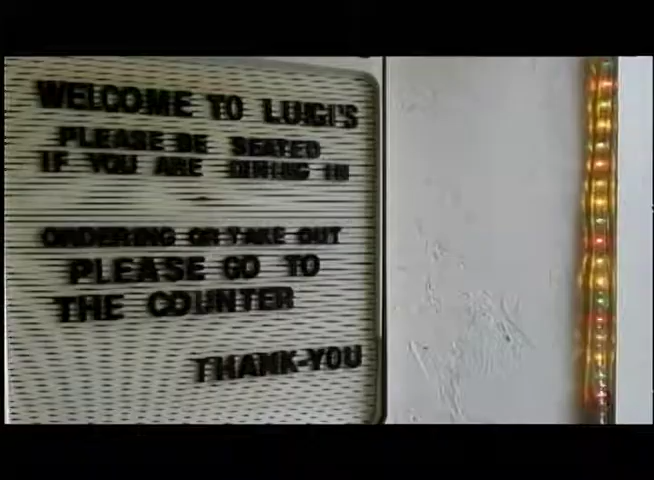 WELCOME TO LUIGI'S
PLEASE BE SEATED
IF YOU ARE DINING IN
ORDERING OR TAKE OUT
PLEASE GO TO
THE COUNTER
THANK-YOU